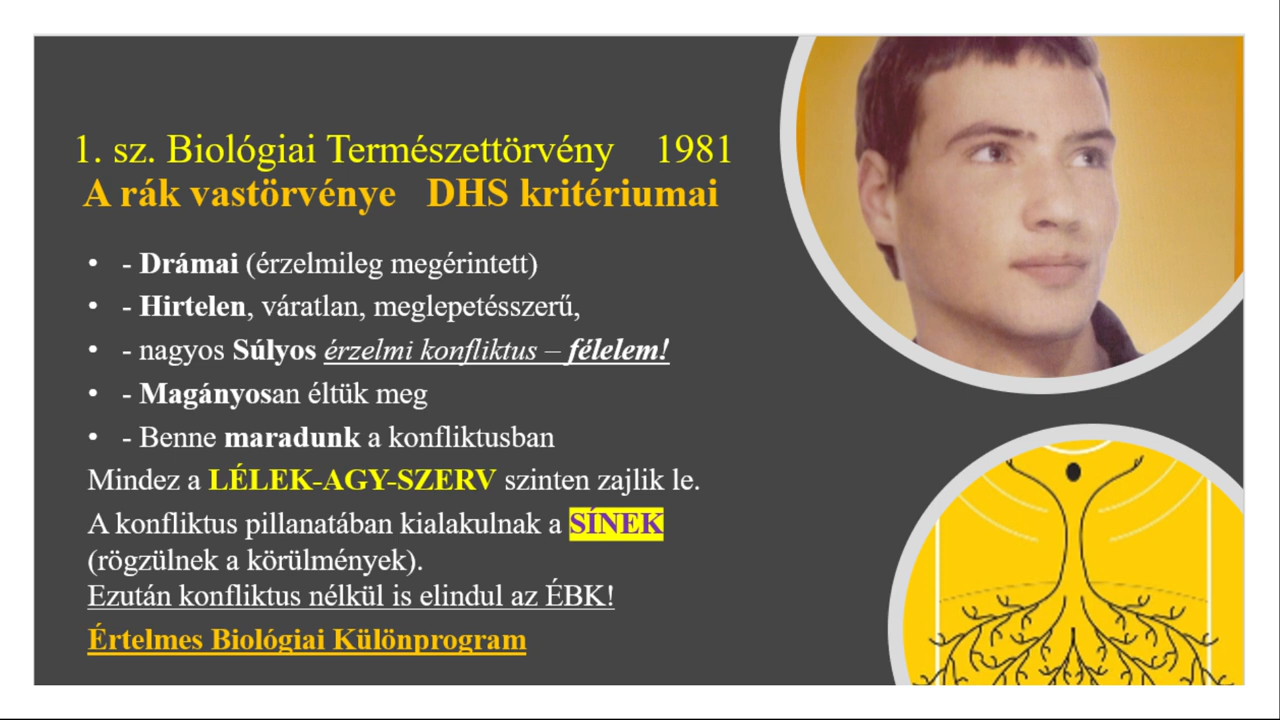 1. sz. Biológiai Természettörvény 1981
A rák vastörvénye DHS kritériumai
• - Drámai (érzelmileg megérintett)
• - Hirtelen, váratlan, meglepetésszerű,
• - nagyos Súlyos érzelmi konfliktus – félelem!
• - Magányosan éltük meg
• - Benne maradunk a konfliktusban
Mindez a LÉLEK-AGY-SZERV szinten zajlik le.
A konfliktus pillanatában kialakulnak a SÍNEK
(rögzülnek a körülmények).
Ezután konfliktus nélkül is elindul az ÉBK!
Értelmes Biológiai Különprogram